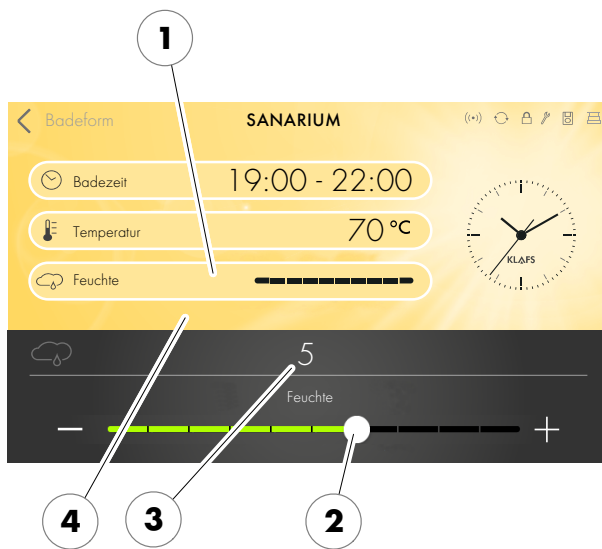 1
Badeform
SANARIUM
Badezeit
19:00 - 22:00
Temperatur
70 °C
KLAFS
Feuchte
5
Feuchte
4
3
2